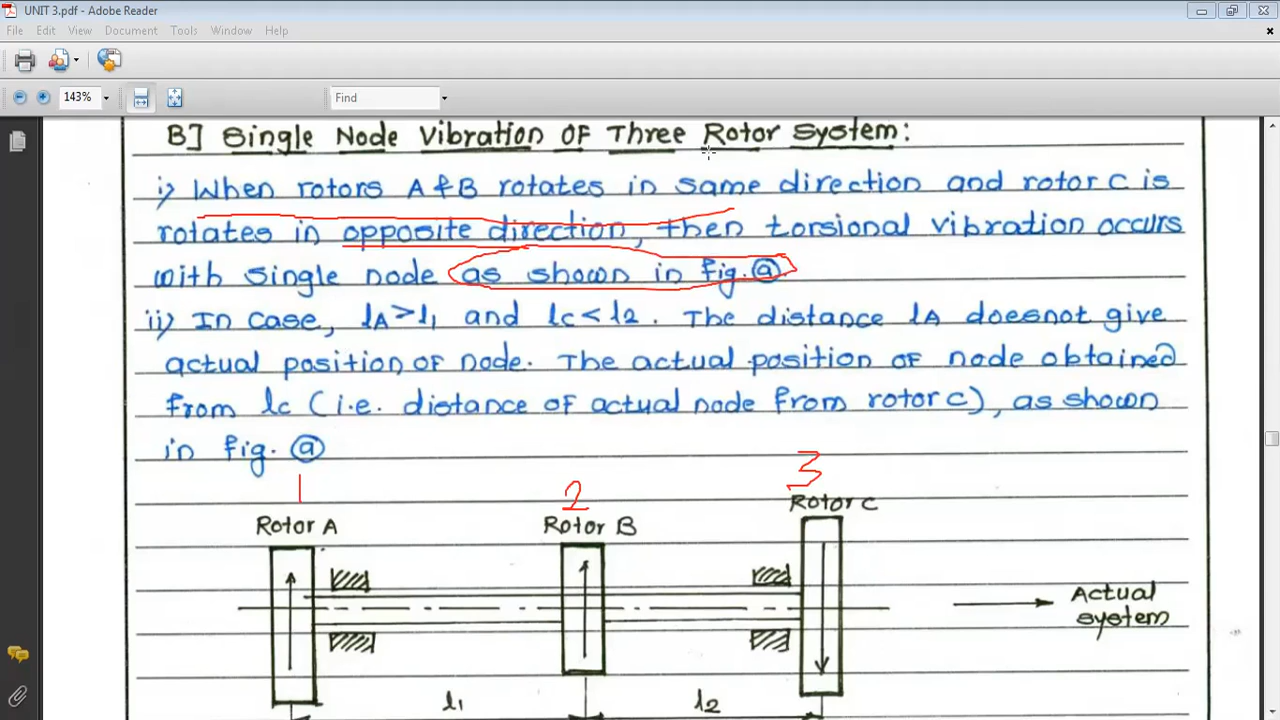 UNIT 3.pdf - Adobe Reader
File Edit View Document Tools Window Help
143% Find
B] Single Node Vibration Of Three Rotor System:
i) When rotors A & B rotates in same direction and rotor C is
rotates in opposite direction, then torsional vibration occurs
with single node as shown in fig. ⓐ
ii) In case, lA > l1 and lC < l2. The distance lA doesnot give
actual position of node. The actual position of node obtained
from lC (i.e. distance of actual node from rotor C), as shown
in fig. ⓐ
1 2 3
Rotor A Rotor B Rotor C
Actual
system
l1 l2